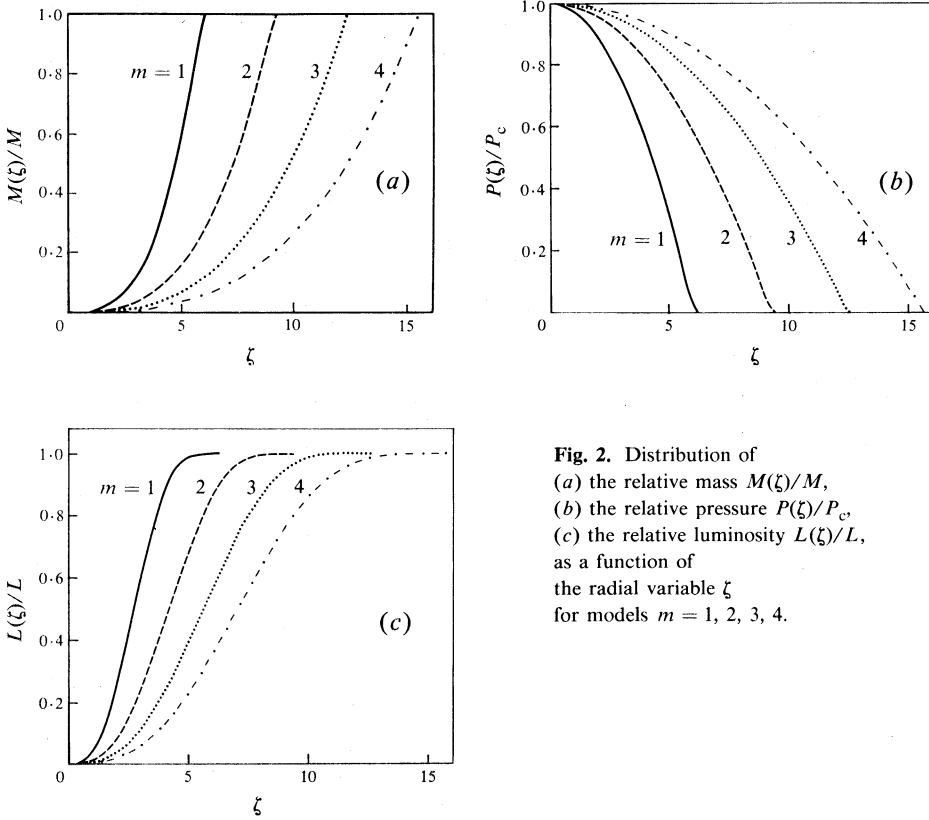 M(ζ)/M
1·0
0·8
0·6
0·4
0·2
0
5
10
15
ζ
m = 1
2
3
4
(a)
P(ζ)/Pc
1·0
0·8
0·6
0·4
0·2
0
5
10
15
ζ
m = 1
2
3
4
(b)
L(ζ)/L
1·0
0·8
0·6
0·4
0·2
0
5
10
15
ζ
m = 1
2
3
4
(c)
Fig. 2. Distribution of
(a) the relative mass M(ζ)/M,
(b) the relative pressure P(ζ)/Pc,
(c) the relative luminosity L(ζ)/L,
as a function of
the radial variable ζ
for models m = 1, 2, 3, 4.